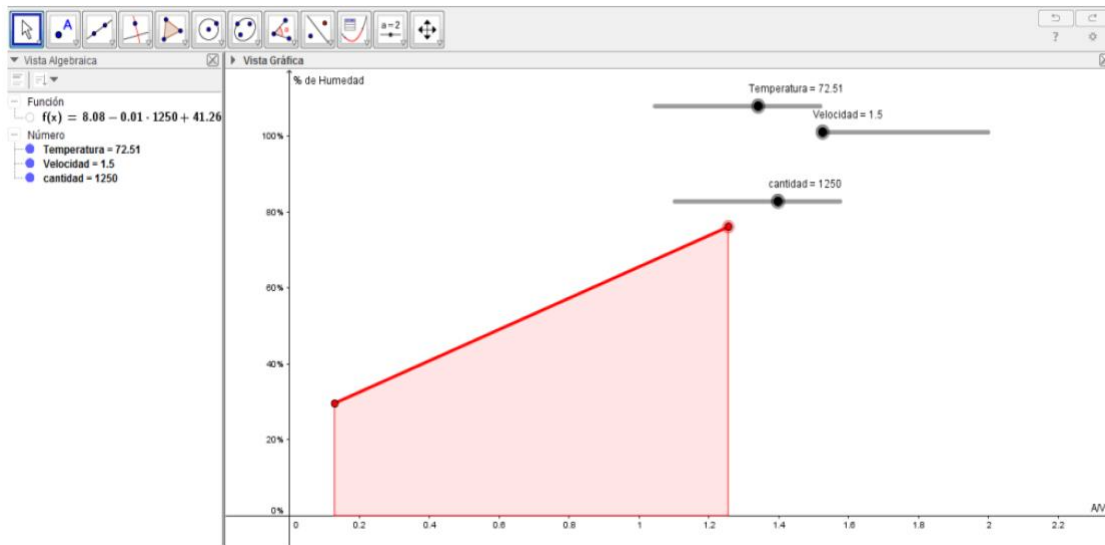 A
a=2
?
Vista Algebraica
Vista Gráfica
Función
f(x) = 8.08 − 0.01 · 1250 + 41.26
Número
Temperatura = 72.51
Velocidad = 1.5
cantidad = 1250
% de Humedad
Temperatura = 72.51
Velocidad = 1.5
cantidad = 1250
100%
80%
60%
40%
20%
0%
0 0.2 0.4 0.6 0.8 1 1.2 1.4 1.6 1.8 2 2.2